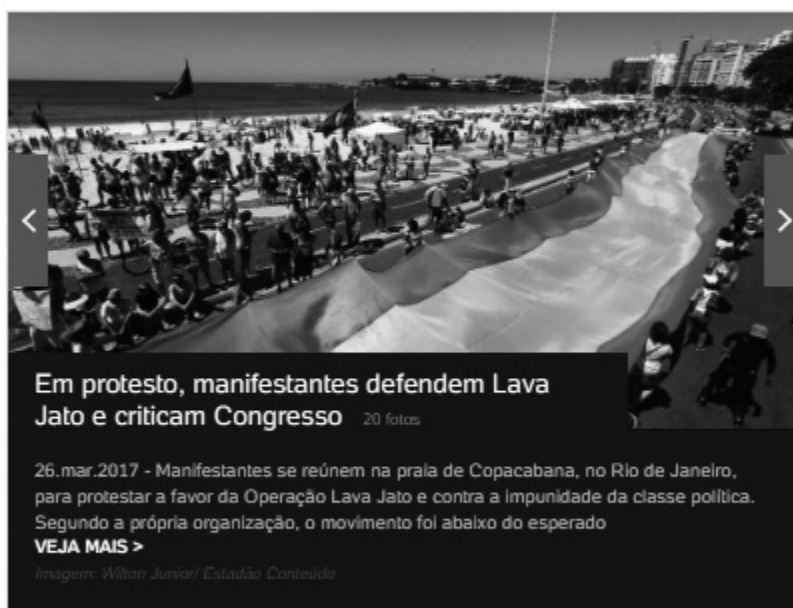 Em protesto, manifestantes defendem Lava
Jato e criticam Congresso 20 fotos
26.mar.2017 - Manifestantes se reúnem na praia de Copacabana, no Rio de Janeiro,
para protestar a favor da Operação Lava Jato e contra a impunidade da classe política.
Segundo a própria organização, o movimento foi abaixo do esperado
VEJA MAIS >
Imagem: Wilton Junior/ Estadão Conteúdo